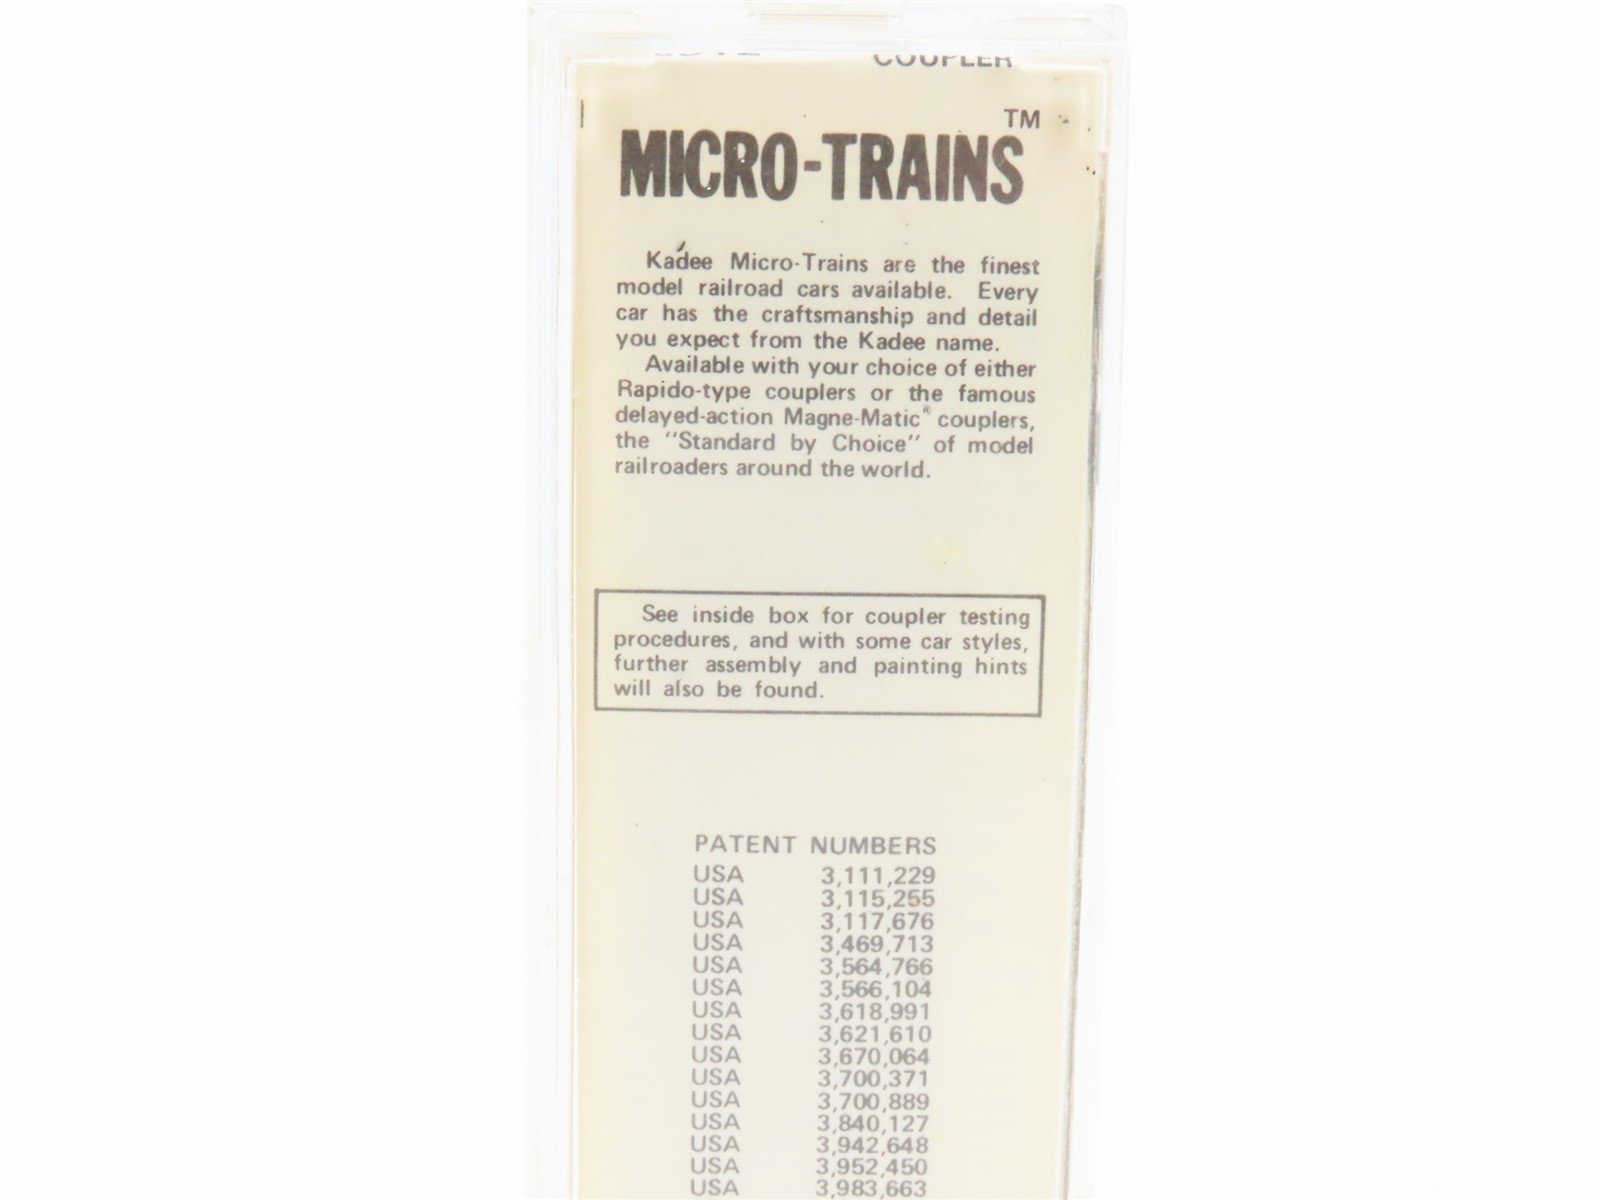 COUPLER
TM
MICRO-TRAINS
Kadee Micro-Trains are the finest
model railroad cars available. Every
car has the craftsmanship and detail
you expect from the Kadee name.
Available with your choice of either
Rapido-type couplers or the famous
delayed-action Magne-Matic® couplers,
the "Standard by Choice" of model
railroaders around the world.
See inside box for coupler testing
procedures, and with some car styles,
further assembly and painting hints
will also be found.
PATENT NUMBERS
USA 3,111,229
USA 3,115,255
USA 3,117,676
USA 3,469,713
USA 3,564,766
USA 3,566,104
USA 3,618,991
USA 3,621,610
USA 3,670,064
USA 3,700,371
USA 3,700,889
USA 3,840,127
USA 3,942,648
USA 3,952,450
USA 3,983,663